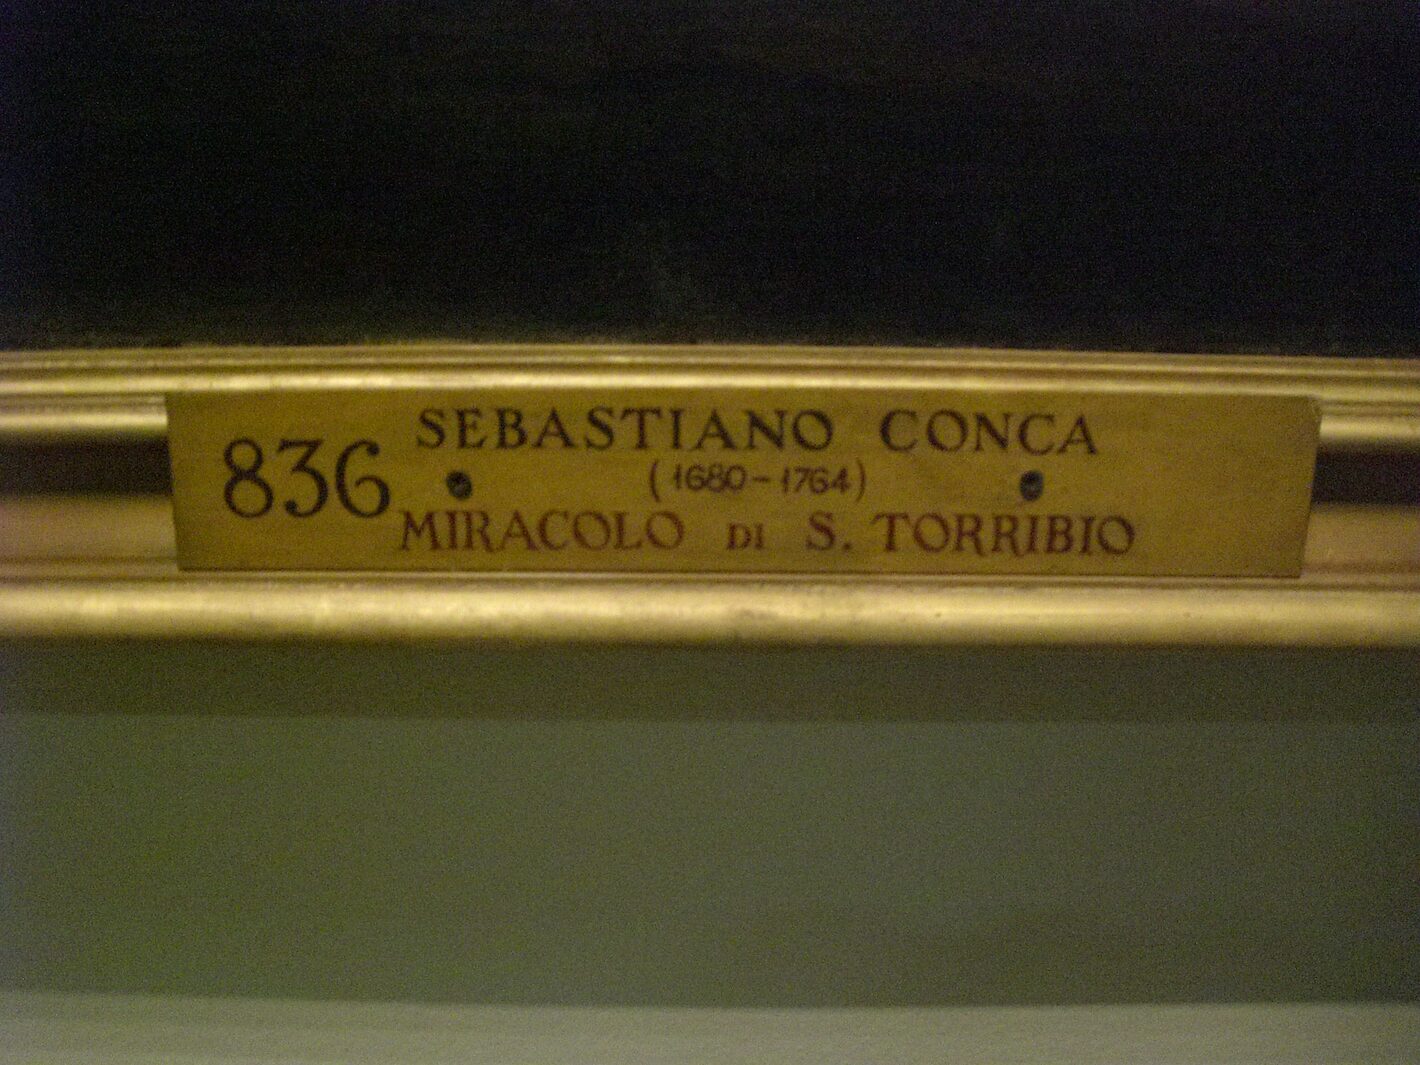 836
SEBASTIANO CONCA
(1680-1764)
MIRACOLO DI S. TORRIBIO